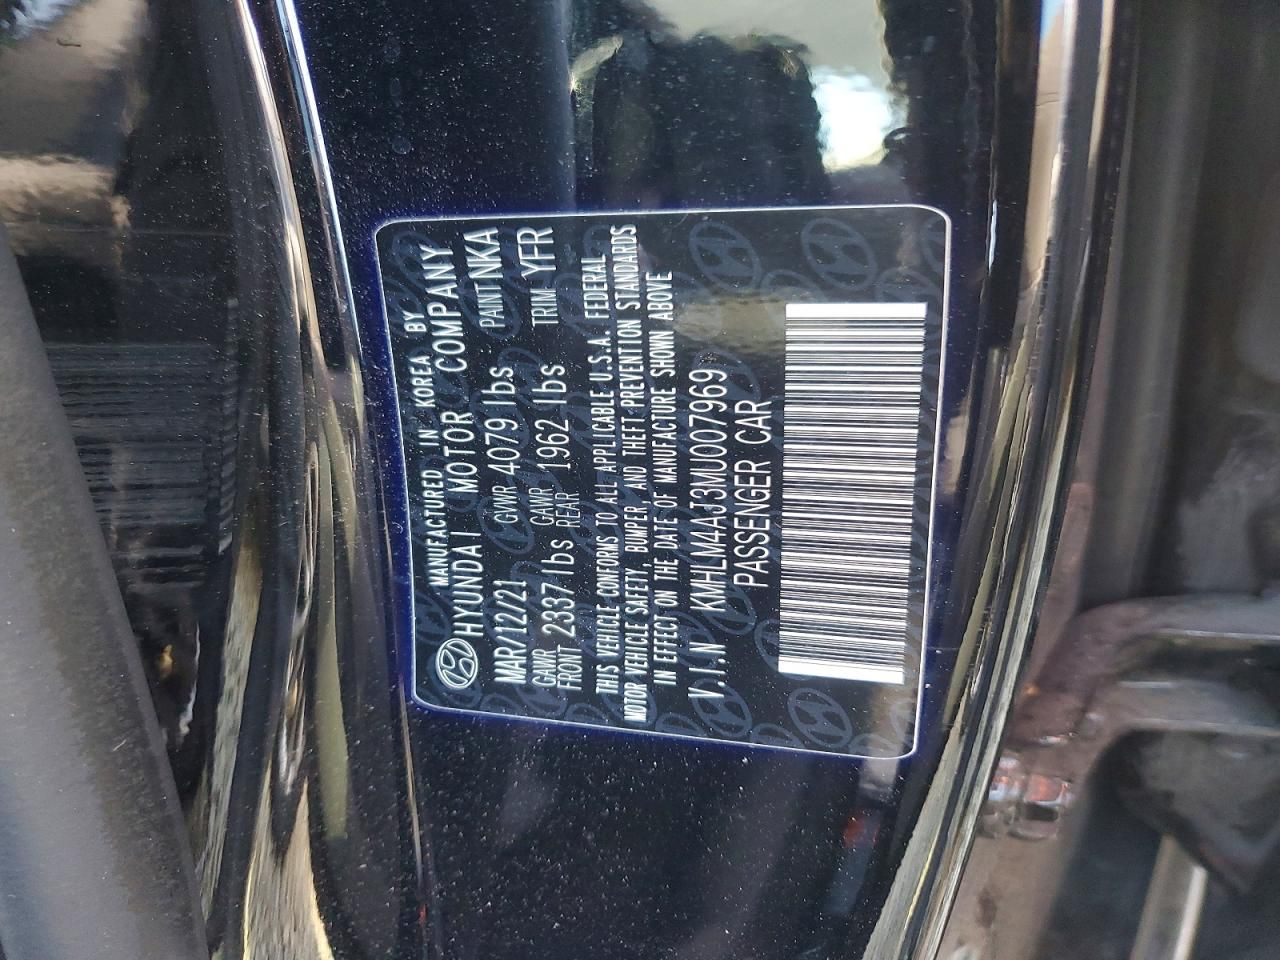 MANUFACTURED IN KOREA BY
HYUNDAI MOTOR COMPANY
MAR/12/21 GVWR 4079 lbs PAINT NKA
GAWR FRONT 2337 lbs GAWR REAR 1962 lbs TRIM YFR
THIS VEHICLE CONFORMS TO ALL APPLICABLE U.S.A. FEDERAL
MOTOR VEHICLE SAFETY, BUMPER AND THEFT PREVENTION STANDARDS
IN EFFECT ON THE DATE OF MANUFACTURE SHOWN ABOVE
V.I.N KMHLM4AJ3MU007969
PASSENGER CAR